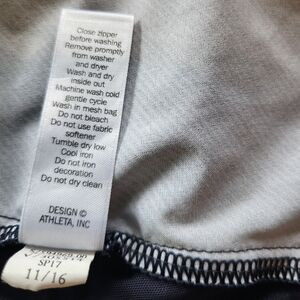 Close zipper
before washing
Remove promptly
from washer
and dryer
Wash and dry
inside out
Machine wash cold
gentle cycle
Wash in mesh bag
Do not bleach
Do not use fabric
softener
Tumble dry low
Cool iron
Do not iron
decoration
Do not dry clean
DESIGN ©
ATHLETA, INC
SP17
11/16